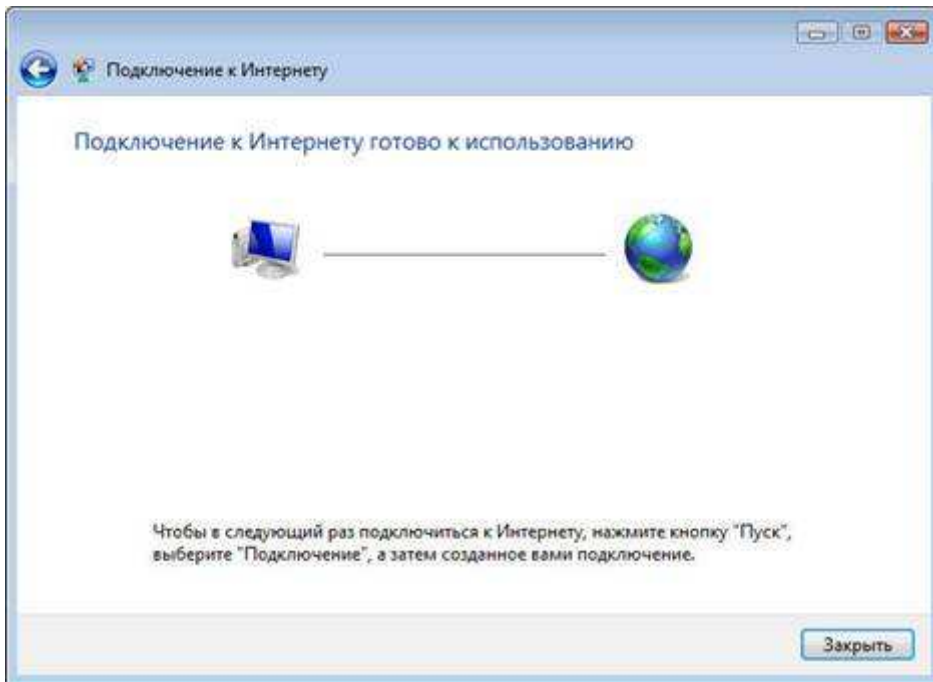 Подключение к Интернету
Подключение к Интернету готово к использованию
Чтобы в следующий раз подключиться к Интернету, нажмите кнопку "Пуск",
выберите "Подключение", а затем созданное вами подключение.
Закрыть